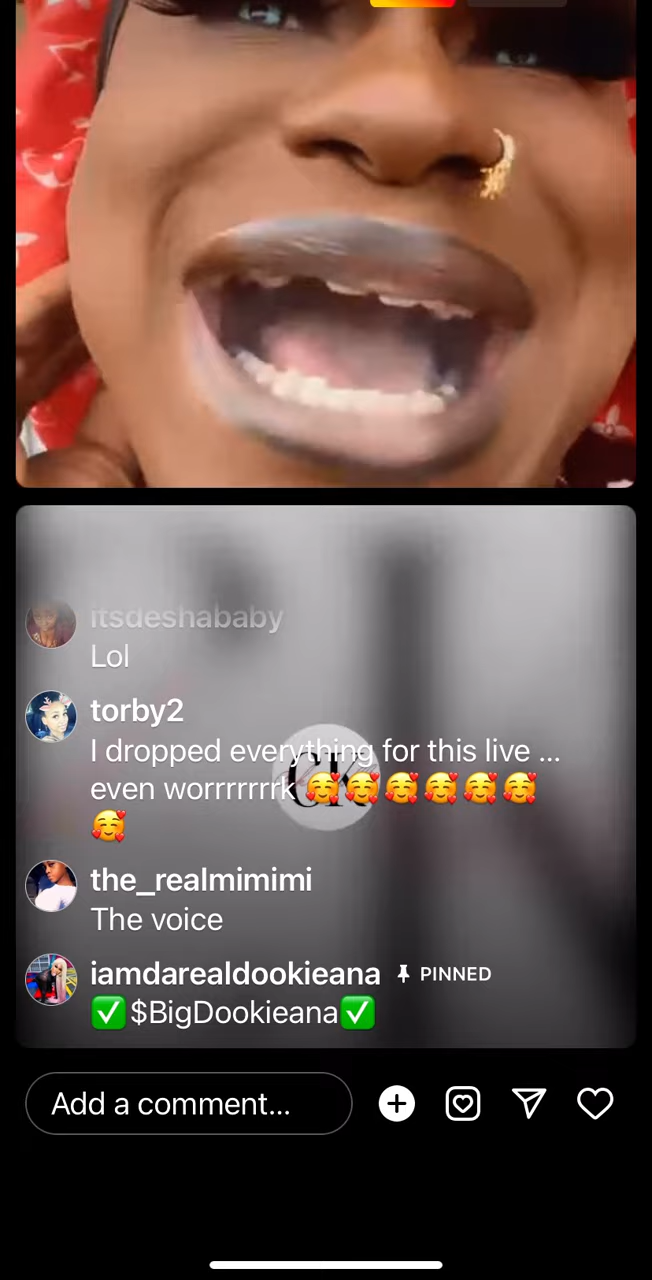 itsdeshababy
Lol
torby2
I dropped everything for this live ...
even worrrrrrrk 🥰🥰🥰🥰🥰🥰
🥰
the_realmimimi
The voice
iamdarealdookieana PINNED
✅$BigDookieana✅
Add a comment...